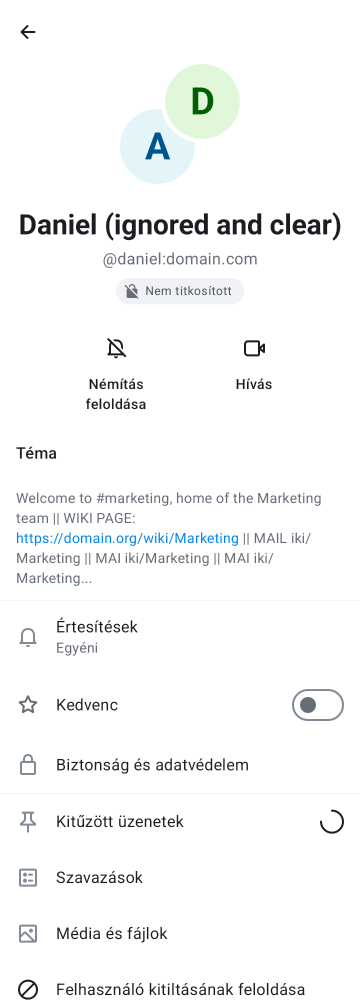 D
A
Daniel (ignored and clear)
@daniel:domain.com
Nem titkosított
Némítás
feloldása
Hívás
Téma
Welcome to #marketing, home of the Marketing
team || WIKI PAGE:
https://domain.org/wiki/Marketing || MAIL iki/
Marketing || MAI iki/Marketing || MAI iki/
Marketing...
Értesítések
Egyéni
Kedvenc
Biztonság és adatvédelem
Kitűzött üzenetek
Szavazások
Média és fájlok
Felhasználó kitiltásának feloldása